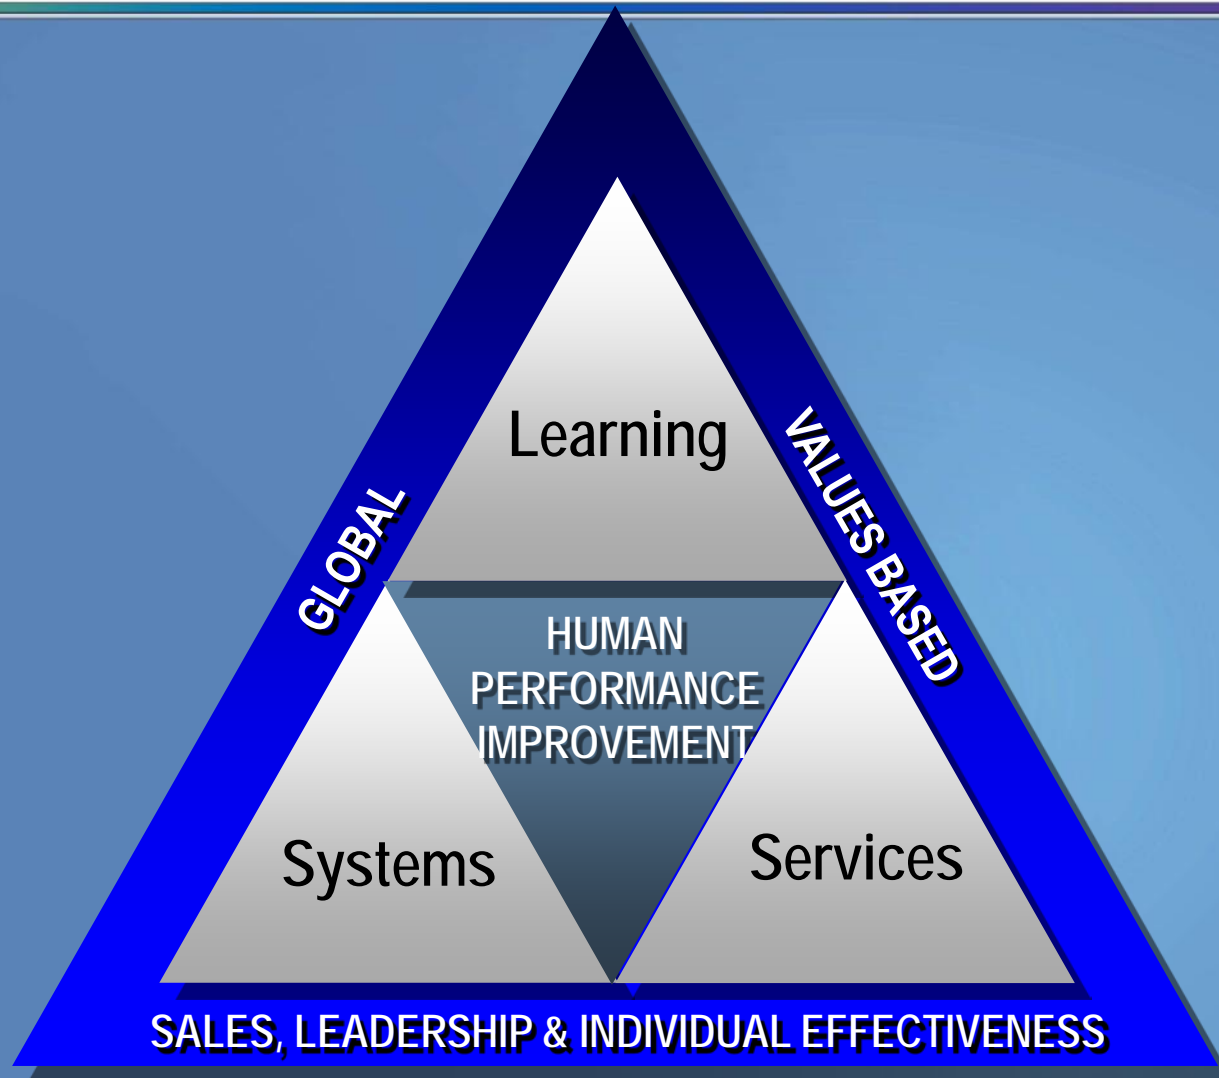 Learning
GLOBAL
VALUES BASED
HUMAN
PERFORMANCE
IMPROVEMENT
Systems
Services
SALES, LEADERSHIP & INDIVIDUAL EFFECTIVENESS